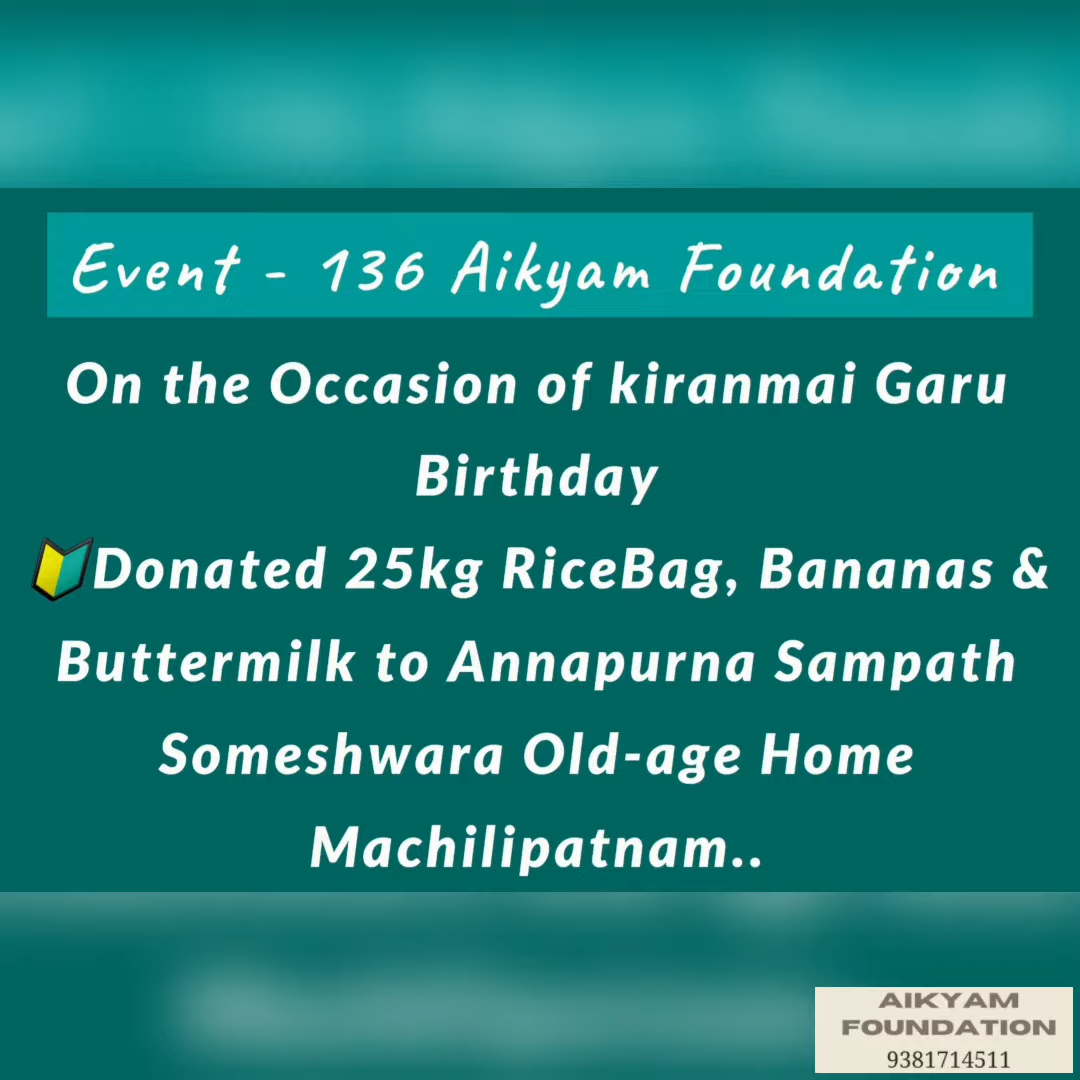 Event - 136 Aikyam Foundation
On the Occasion of kiranmai Garu
Birthday
🔰Donated 25kg RiceBag, Bananas &
Buttermilk to Annapurna Sampath
Someshwara Old-age Home
Machilipatnam..
AIKYAM
FOUNDATION
9381714511